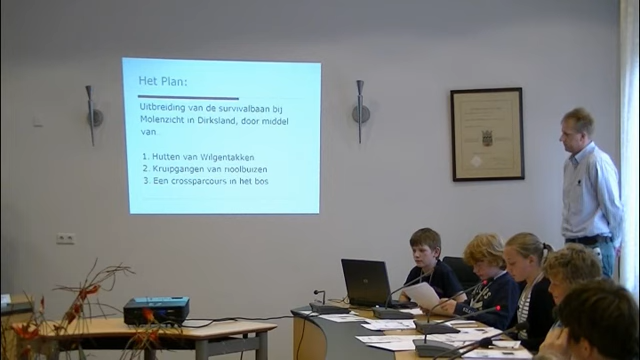 Het Plan:
Uitbreiding van de survivalbaan bij
Molenzicht in Dirksland, door middel
van
1. Hutten van Wilgentakken
2. Kruipgangen van rioolbuizen
3. Een crossparcours in het bos